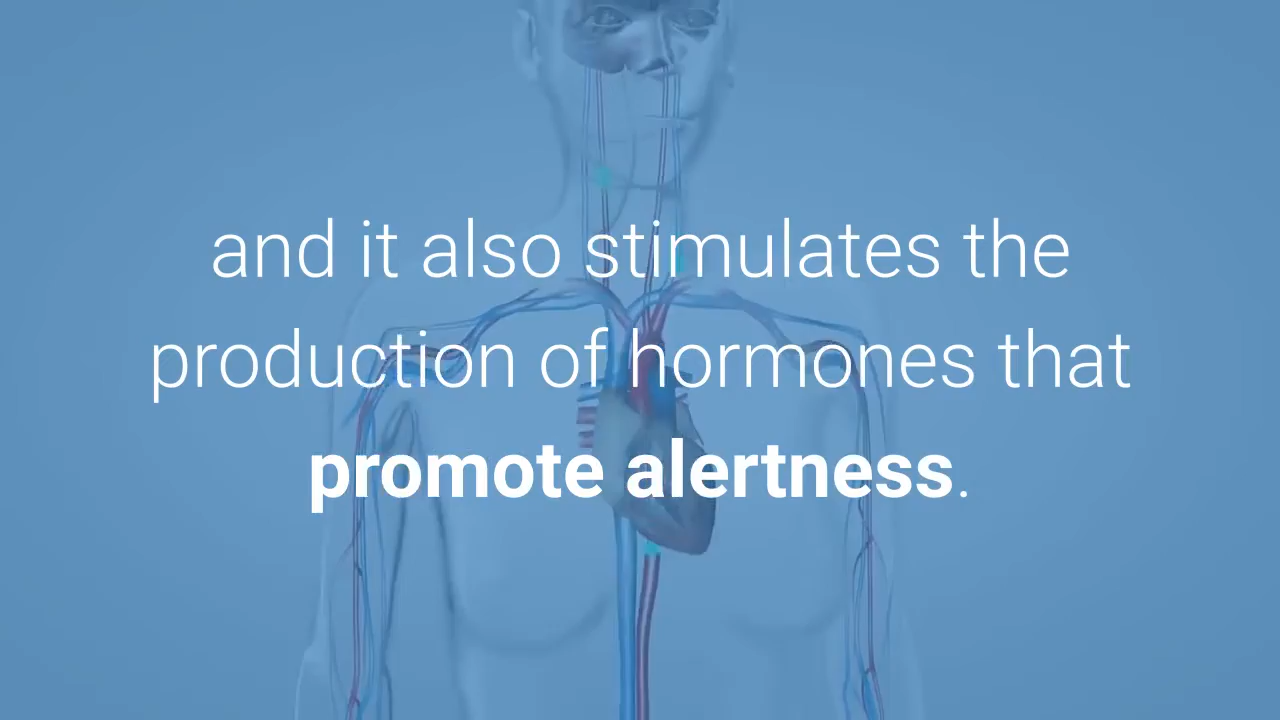 and it also stimulates the
production of hormones that
promote alertness.